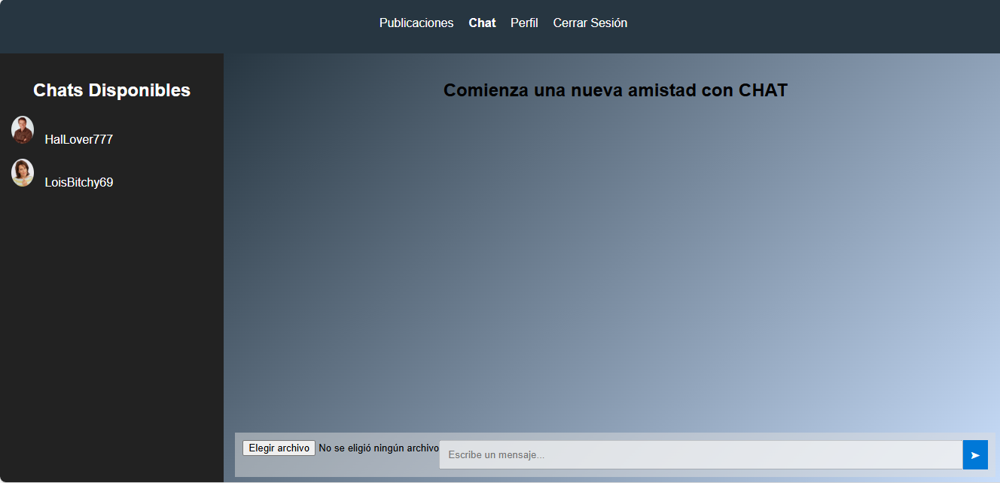 Publicaciones Chat Perfil Cerrar Sesión
Chats Disponibles
HalLover777
LoisBitchy69
Comienza una nueva amistad con CHAT
Elegir archivo No se eligió ningún archivo Escribe un mensaje...